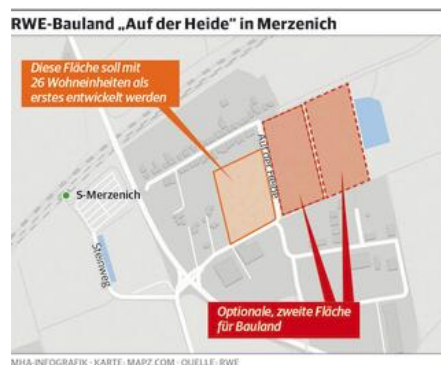 RWE-Bauland „Auf der Heide“ in Merzenich
Diese Fläche soll mit
26 Wohneinheiten als
erstes entwickelt werden
Auf der Heide
S-Merzenich
Steinweg
Optionale, zweite Fläche
für Bauland
MHA-INFOGRAFIK · KARTE: MAPZ.COM · QUELLE: RWE